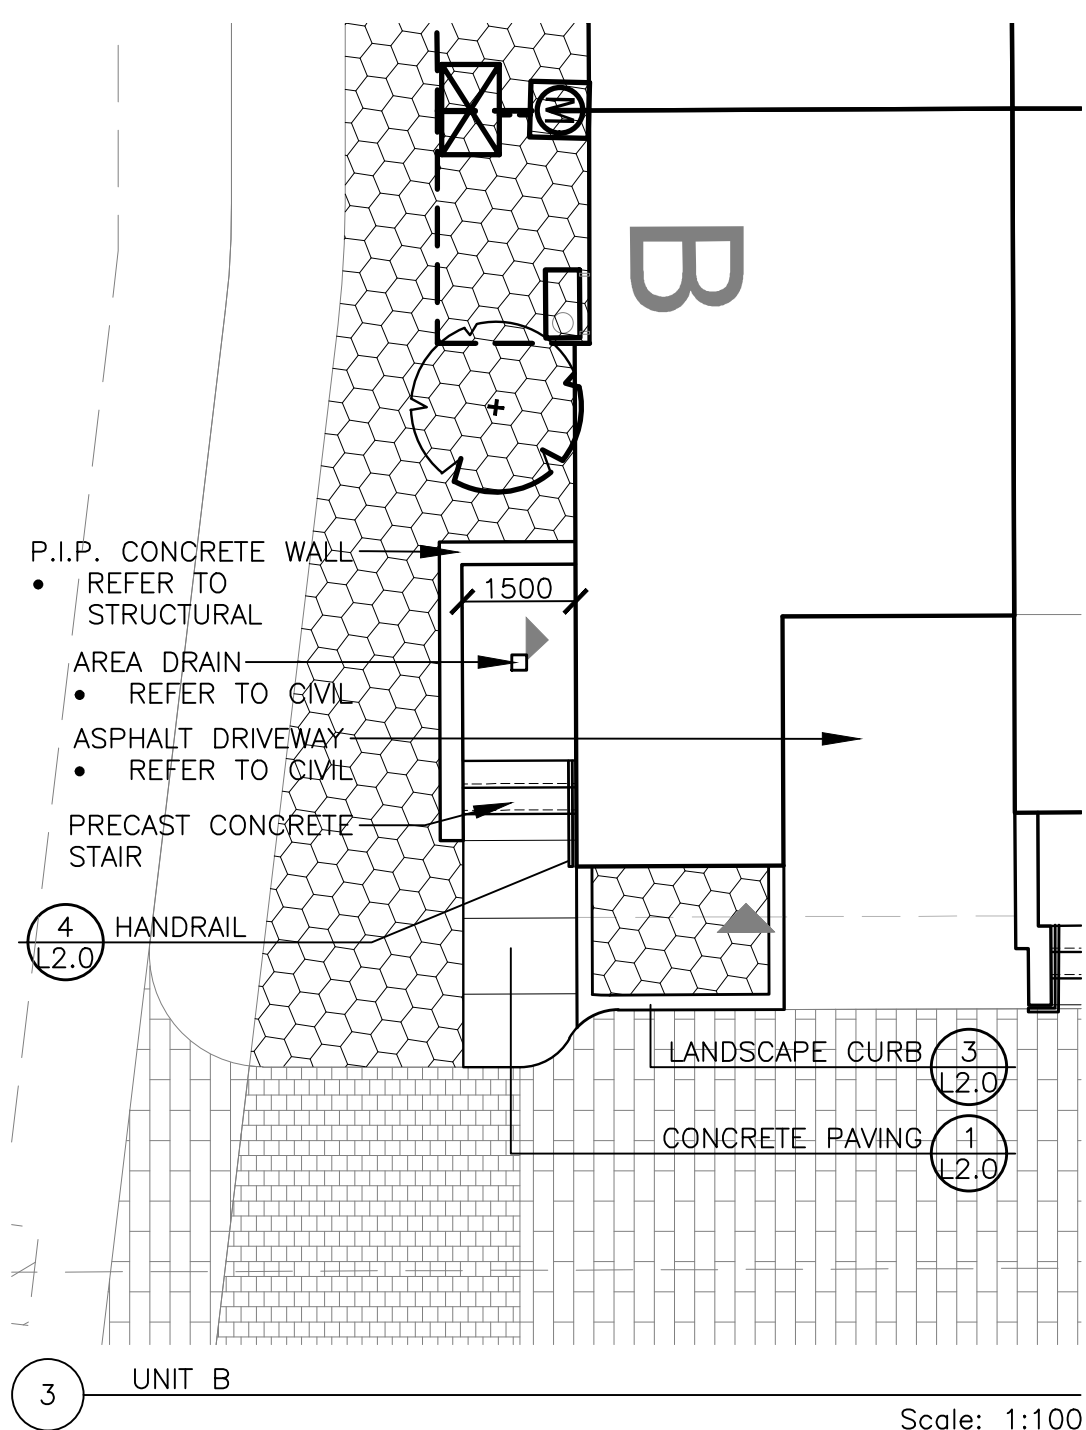 M
B
P.I.P. CONCRETE WALL
• REFER TO
STRUCTURAL
1500
AREA DRAIN
• REFER TO CIVIL
ASPHALT DRIVEWAY
• REFER TO CIVIL
PRECAST CONCRETE
STAIR
4
L2.0
HANDRAIL
LANDSCAPE CURB
3
L2.0
CONCRETE PAVING
1
L2.0
3
UNIT B
Scale: 1:100